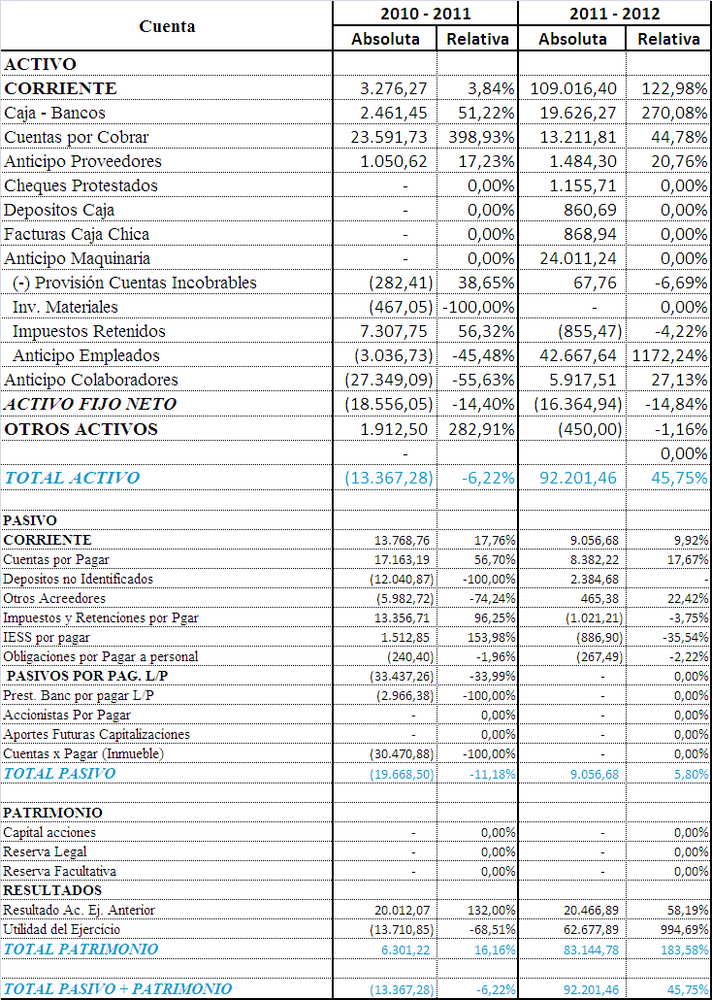 Cuenta 2010 - 2011 2011 - 2012
Absoluta Relativa Absoluta Relativa
ACTIVO
CORRIENTE 3.276,27 3,84% 109.016,40 122,98%
Caja - Bancos 2.461,45 51,22% 19.626,27 270,08%
Cuentas por Cobrar 23.591,73 398,93% 13.211,81 44,78%
Anticipo Proveedores 1.050,62 17,23% 1.484,30 20,76%
Cheques Protestados - 0,00% 1.155,71 0,00%
Depositos Caja - 0,00% 860,69 0,00%
Facturas Caja Chica - 0,00% 868,94 0,00%
Anticipo Maquinaria - 0,00% 24.011,24 0,00%
(-) Provisión Cuentas Incobrables (282,41) 38,65% 67,76 -6,69%
Inv. Materiales (467,05) -100,00% - 0,00%
Impuestos Retenidos 7.307,75 56,32% (855,47) -4,22%
Anticipo Empleados (3.036,73) -45,48% 42.667,64 1172,24%
Anticipo Colaboradores (27.349,09) -55,63% 5.917,51 27,13%
ACTIVO FIJO NETO (18.556,05) -14,40% (16.364,94) -14,84%
OTROS ACTIVOS 1.912,50 282,91% (450,00) -1,16%
- 0,00%
TOTAL ACTIVO (13.367,28) -6,22% 92.201,46 45,75%
PASIVO
CORRIENTE 13.768,76 17,76% 9.056,68 9,92%
Cuentas por Pagar 17.163,19 56,70% 8.382,22 17,67%
Depositos no Identificados (12.040,87) -100,00% 2.384,68 -
Otros Acreedores (5.982,72) -74,24% 465,38 22,42%
Impuestos y Retenciones por Pgar 13.356,71 96,25% (1.021,21) -3,75%
IESS por pagar 1.512,85 153,98% (886,90) -35,54%
Obligaciones por Pagar a personal (240,40) -1,96% (267,49) -2,22%
PASIVOS POR PAG. L/P (33.437,26) -33,99% - 0,00%
Prest. Banc por pagar L/P (2.966,38) -100,00% - 0,00%
Accionistas Por Pagar - 0,00% - 0,00%
Aportes Futuras Capitalizaciones - 0,00% - 0,00%
Cuentas x Pagar (Inmueble) (30.470,88) -100,00% - 0,00%
TOTAL PASIVO (19.668,50) -11,18% 9.056,68 5,80%
PATRIMONIO
Capital acciones - 0,00% - 0,00%
Reserva Legal - 0,00% - 0,00%
Reserva Facultativa - 0,00% - 0,00%
RESULTADOS
Resultado Ac. Ej. Anterior 20.012,07 132,00% 20.466,89 58,19%
Utilidad del Ejercicio (13.710,85) -68,51% 62.677,89 994,69%
TOTAL PATRIMONIO 6.301,22 16,16% 83.144,78 183,58%
TOTAL PASIVO + PATRIMONIO (13.367,28) -6,22% 92.201,46 45,75%